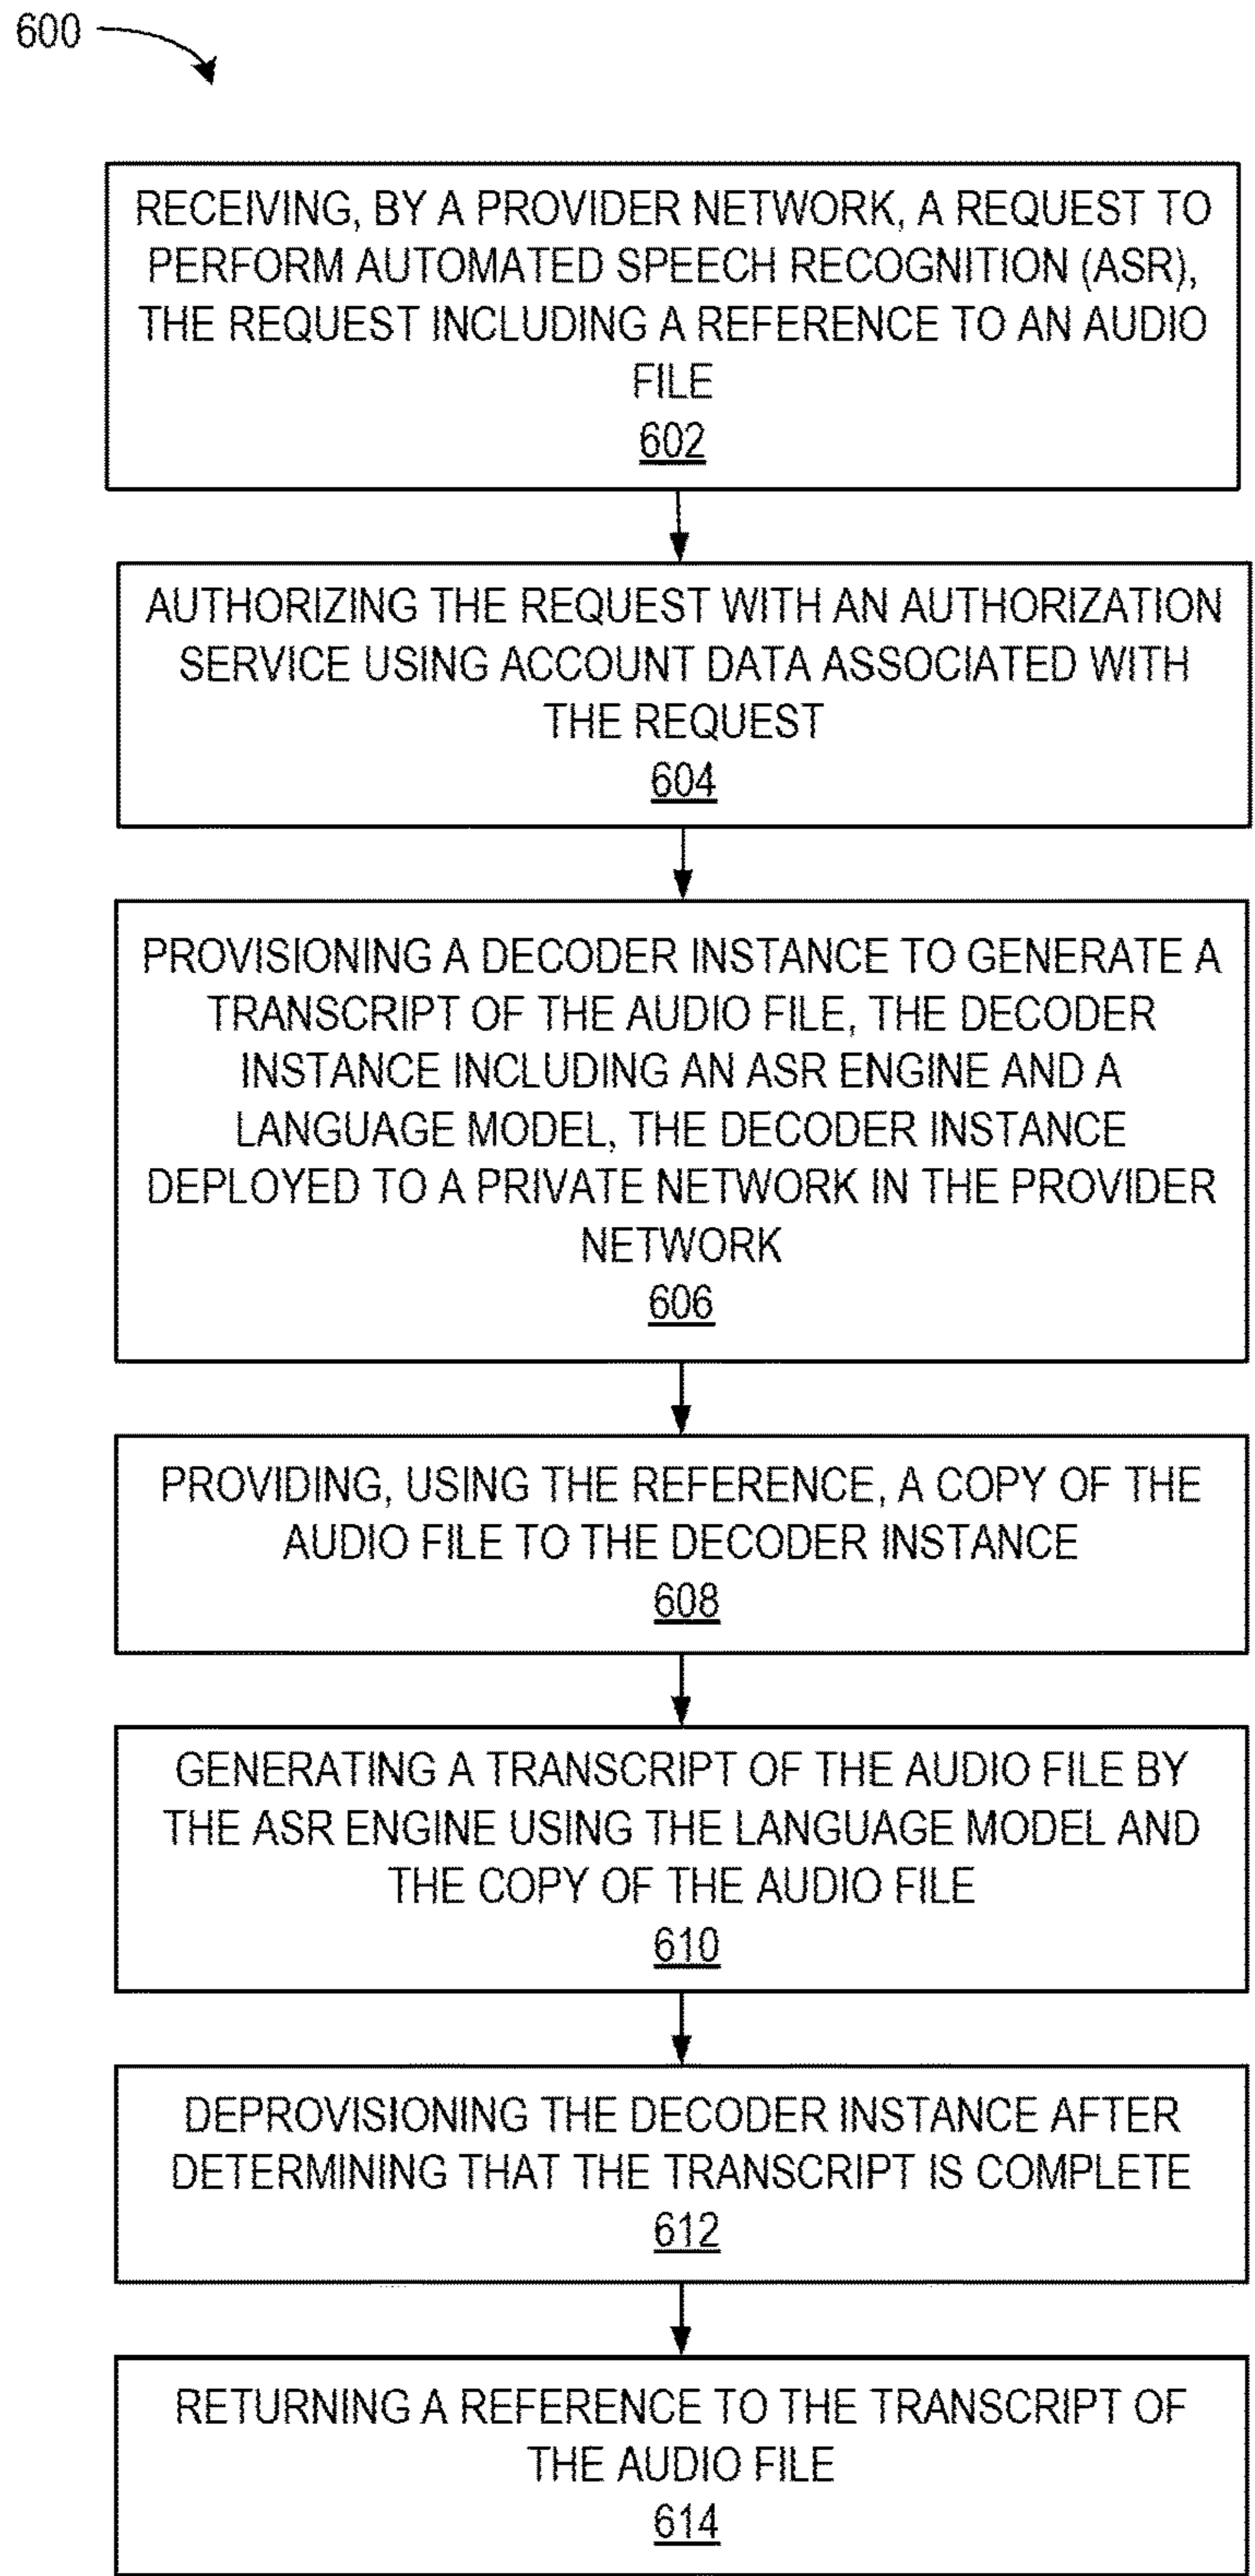 600
RECEIVING, BY A PROVIDER NETWORK, A REQUEST TO
PERFORM AUTOMATED SPEECH RECOGNITION (ASR),
THE REQUEST INCLUDING A REFERENCE TO AN AUDIO
FILE
602
AUTHORIZING THE REQUEST WITH AN AUTHORIZATION
SERVICE USING ACCOUNT DATA ASSOCIATED WITH
THE REQUEST
604
PROVISIONING A DECODER INSTANCE TO GENERATE A
TRANSCRIPT OF THE AUDIO FILE, THE DECODER
INSTANCE INCLUDING AN ASR ENGINE AND A
LANGUAGE MODEL, THE DECODER INSTANCE
DEPLOYED TO A PRIVATE NETWORK IN THE PROVIDER
NETWORK
606
PROVIDING, USING THE REFERENCE, A COPY OF THE
AUDIO FILE TO THE DECODER INSTANCE
608
GENERATING A TRANSCRIPT OF THE AUDIO FILE BY
THE ASR ENGINE USING THE LANGUAGE MODEL AND
THE COPY OF THE AUDIO FILE
610
DEPROVISIONING THE DECODER INSTANCE AFTER
DETERMINING THAT THE TRANSCRIPT IS COMPLETE
612
RETURNING A REFERENCE TO THE TRANSCRIPT OF
THE AUDIO FILE
614